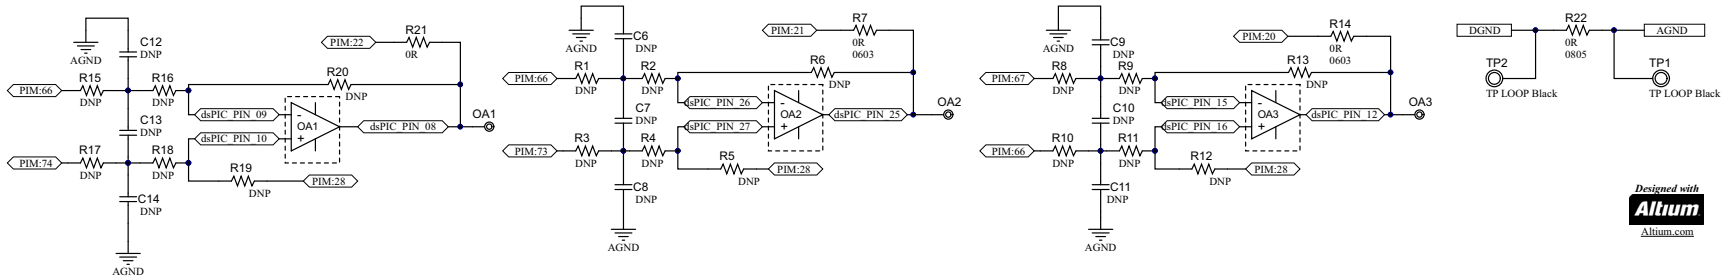 C12
DNP
AGND
PIM:66
R15
DNP
R16
DNP
C13
DNP
PIM:74
R17
DNP
R18
DNP
C14
DNP
AGND
PIM:22
R21
0R
R20
DNP
dsPIC_PIN_09
dsPIC_PIN_10
OA1
-
+
dsPIC_PIN_08
OA1
R19
DNP
PIM:28
C6
DNP
AGND
PIM:66
R1
DNP
R2
DNP
C7
DNP
PIM:73
R3
DNP
R4
DNP
C8
DNP
AGND
PIM:21
R7
0R
0603
R6
DNP
dsPIC_PIN_26
dsPIC_PIN_27
OA2
-
+
dsPIC_PIN_25
OA2
R5
DNP
PIM:28
C9
DNP
AGND
PIM:67
R8
DNP
R9
DNP
C10
DNP
PIM:66
R10
DNP
R11
DNP
C11
DNP
AGND
PIM:20
R14
0R
0603
R13
DNP
dsPIC_PIN_15
dsPIC_PIN_16
OA3
-
+
dsPIC_PIN_12
OA3
R12
DNP
PIM:28
DGND
R22
0R
0805
AGND
TP2
TP LOOP Black
TP1
TP LOOP Black
Designed with
Altium
Altium.com